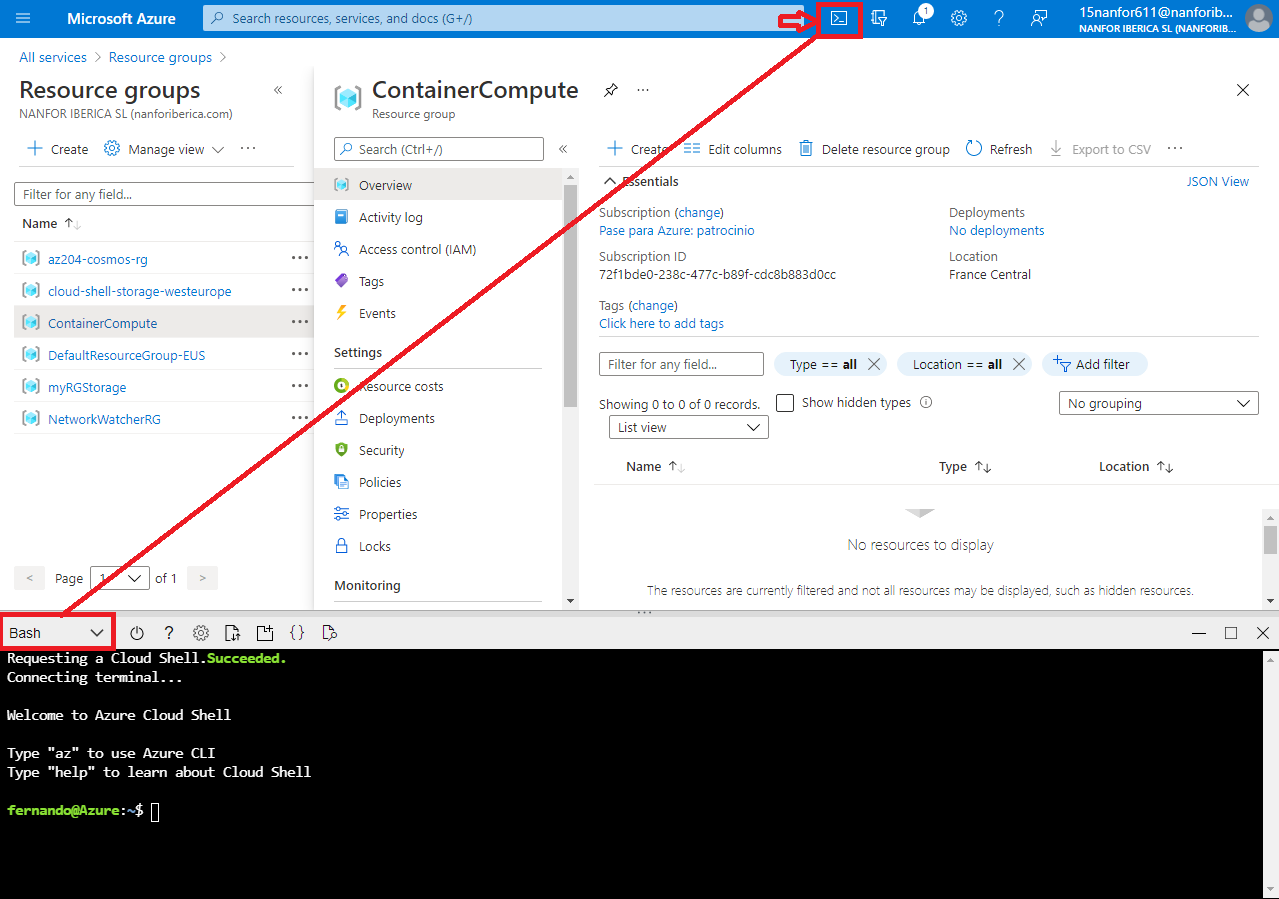 Microsoft Azure
Search resources, services, and docs (G+/)
1
15nanfor611@nanforib...
NANFOR IBERICA SL (NANFORIB...
All services > Resource groups >
Resource groups
NANFOR IBERICA SL (nanforiberica.com)
Create
Manage view
Filter for any field...
Name
az204-cosmos-rg
cloud-shell-storage-westeurope
ContainerCompute
DefaultResourceGroup-EUS
myRGStorage
NetworkWatcherRG
< Page 1 of 1 >
ContainerCompute
Resource group
Search (Ctrl+/)
Overview
Activity log
Access control (IAM)
Tags
Events
Settings
Resource costs
Deployments
Security
Policies
Properties
Locks
Monitoring
Create
Edit columns
Delete resource group
Refresh
Export to CSV
Essentials
JSON View
Subscription (change)
Pase para Azure: patrocinio
Subscription ID
72f1bde0-238c-477c-b89f-cdc8b883d0cc
Deployments
No deployments
Location
France Central
Tags (change)
Click here to add tags
Filter for any field...
Type == all
Location == all
Add filter
Showing 0 to 0 of 0 records.
Show hidden types
No grouping
List view
Name
Type
Location
No resources to display
The resources are currently filtered and not all resources may be displayed, such as hidden resources.
Bash
Requesting a Cloud Shell.Succeeded.
Connecting terminal...
Welcome to Azure Cloud Shell
Type "az" to use Azure CLI
Type "help" to learn about Cloud Shell
fernando@Azure:~$